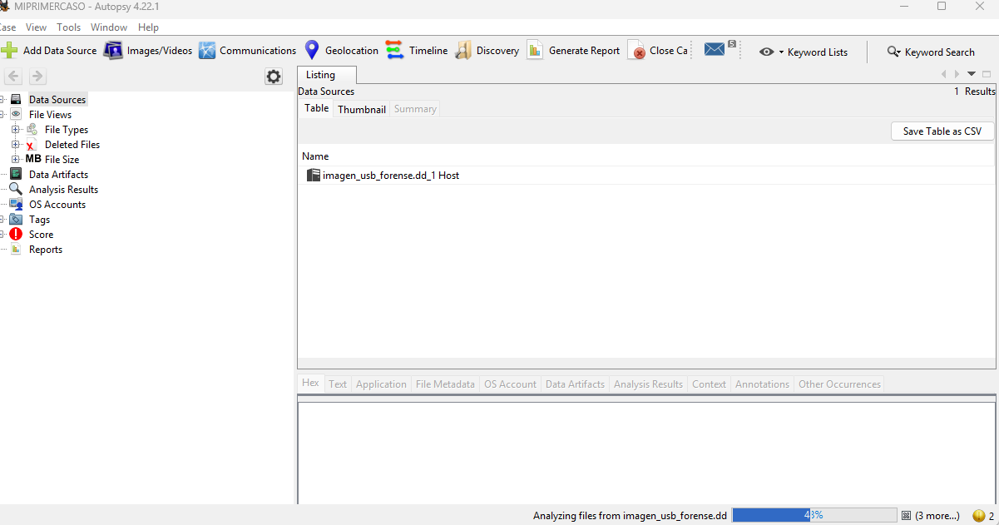 MIPRIMERCASO - Autopsy 4.22.1
ase View Tools Window Help
Add Data Source Images/Videos Communications Geolocation Timeline Discovery Generate Report Close Ca 5 Keyword Lists Keyword Search
Listing
Data Sources 1 Results
Table Thumbnail Summary
Save Table as CSV
Name
imagen_usb_forense.dd_1 Host
Data Sources
File Views
File Types
Deleted Files
MB File Size
Data Artifacts
Analysis Results
OS Accounts
Tags
Score
Reports
Hex Text Application File Metadata OS Account Data Artifacts Analysis Results Context Annotations Other Occurrences
Analyzing files from imagen_usb_forense.dd (3 more...) 2